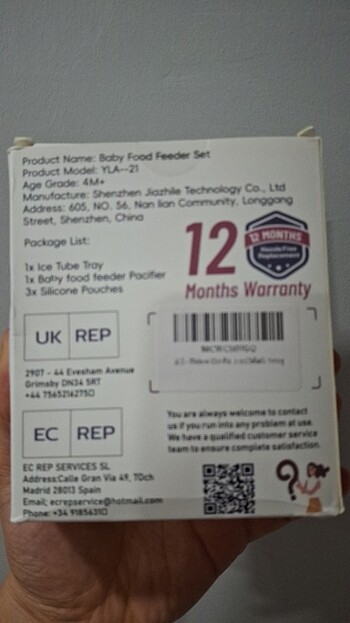 Product Name: Baby Food Feeder Set
Product Model: YLA--21
Age Grade: 4M+
Manufacture: Shenzhen Jiazhile Technology Co., Ltd
Address: 605, NO. 56, Nan lian Community, Longgang
Street, Shenzhen, China
Package List:
1x Ice Tube Tray
1x Baby food feeder Pacifier
3x Silicone Pouches
12
12 MONTHS
Hassle-Free
Replacement
Months Warranty
UK REP
2907 - 44 Evesham Avenue
Grimsby DN34 5RT
+44 7565216275
EC REP
EC REP SERVICES SL
Address:Calle Gran Via 49, 7Dch
Madrid 28013 Spain
Email; ecrepservice@hotmail.com
Phone: +34 9185631
You are always welcome to contact
us if you run into any problem at use.
We have a qualified customer service
team to ensure complete satisfaction.